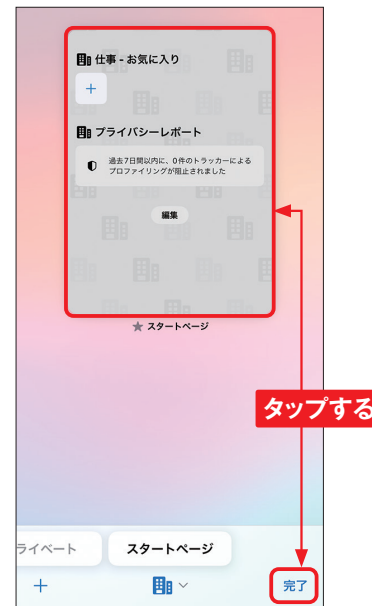 仕事 - お気に入り
+
プライバシーレポート
過去7日間以内に、0件のトラッカーによる
プロファイリングが阻止されました
編集
★ スタートページ
タップする
ライベート
スタートページ
+
完了